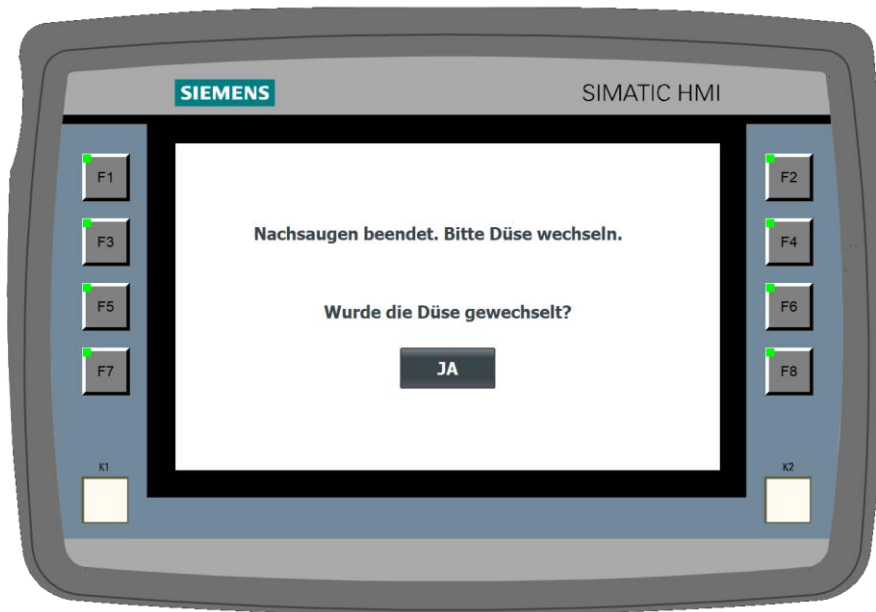 SIEMENS
SIMATIC HMI
F1
F2
Nachsaugen beendet. Bitte Düse wechseln.
F3
F4
F5
Wurde die Düse gewechselt?
F6
F7
JA
F8
K1
K2